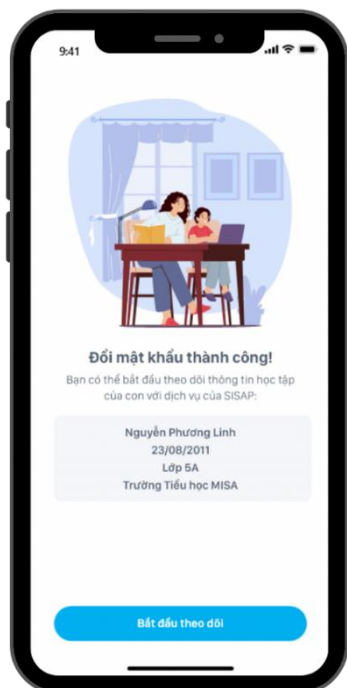 9:41
Đổi mật khẩu thành công!
Bạn có thể bắt đầu theo dõi thông tin học tập
của con với dịch vụ của SISAP:
Nguyễn Phương Linh
23/08/2011
Lớp 5A
Trường Tiểu học MISA
Bắt đầu theo dõi